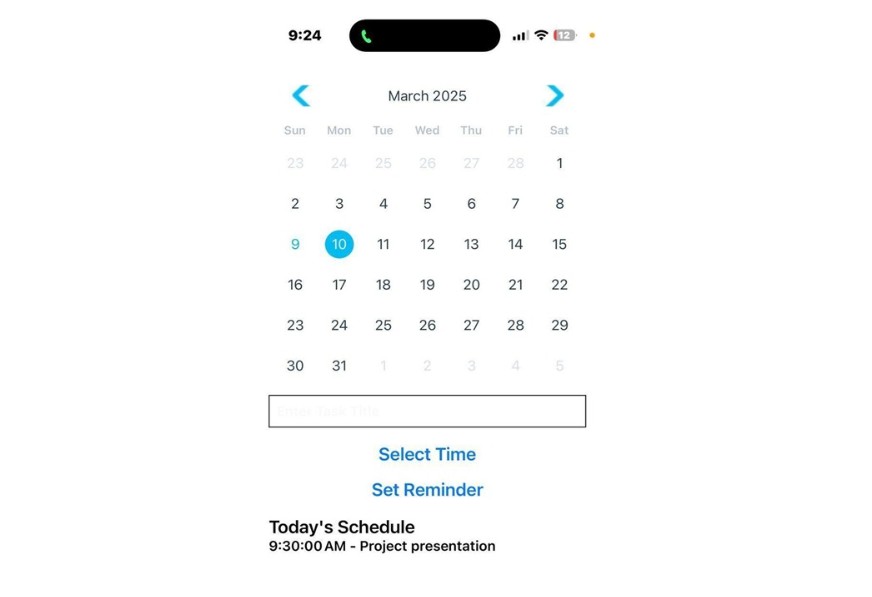 9:24 12
March 2025
Sun Mon Tue Wed Thu Fri Sat
23 24 25 26 27 28 1
2 3 4 5 6 7 8
9 10 11 12 13 14 15
16 17 18 19 20 21 22
23 24 25 26 27 28 29
30 31 1 2 3 4 5
Enter Task Title
Select Time
Set Reminder
Today's Schedule
9:30:00 AM - Project presentation